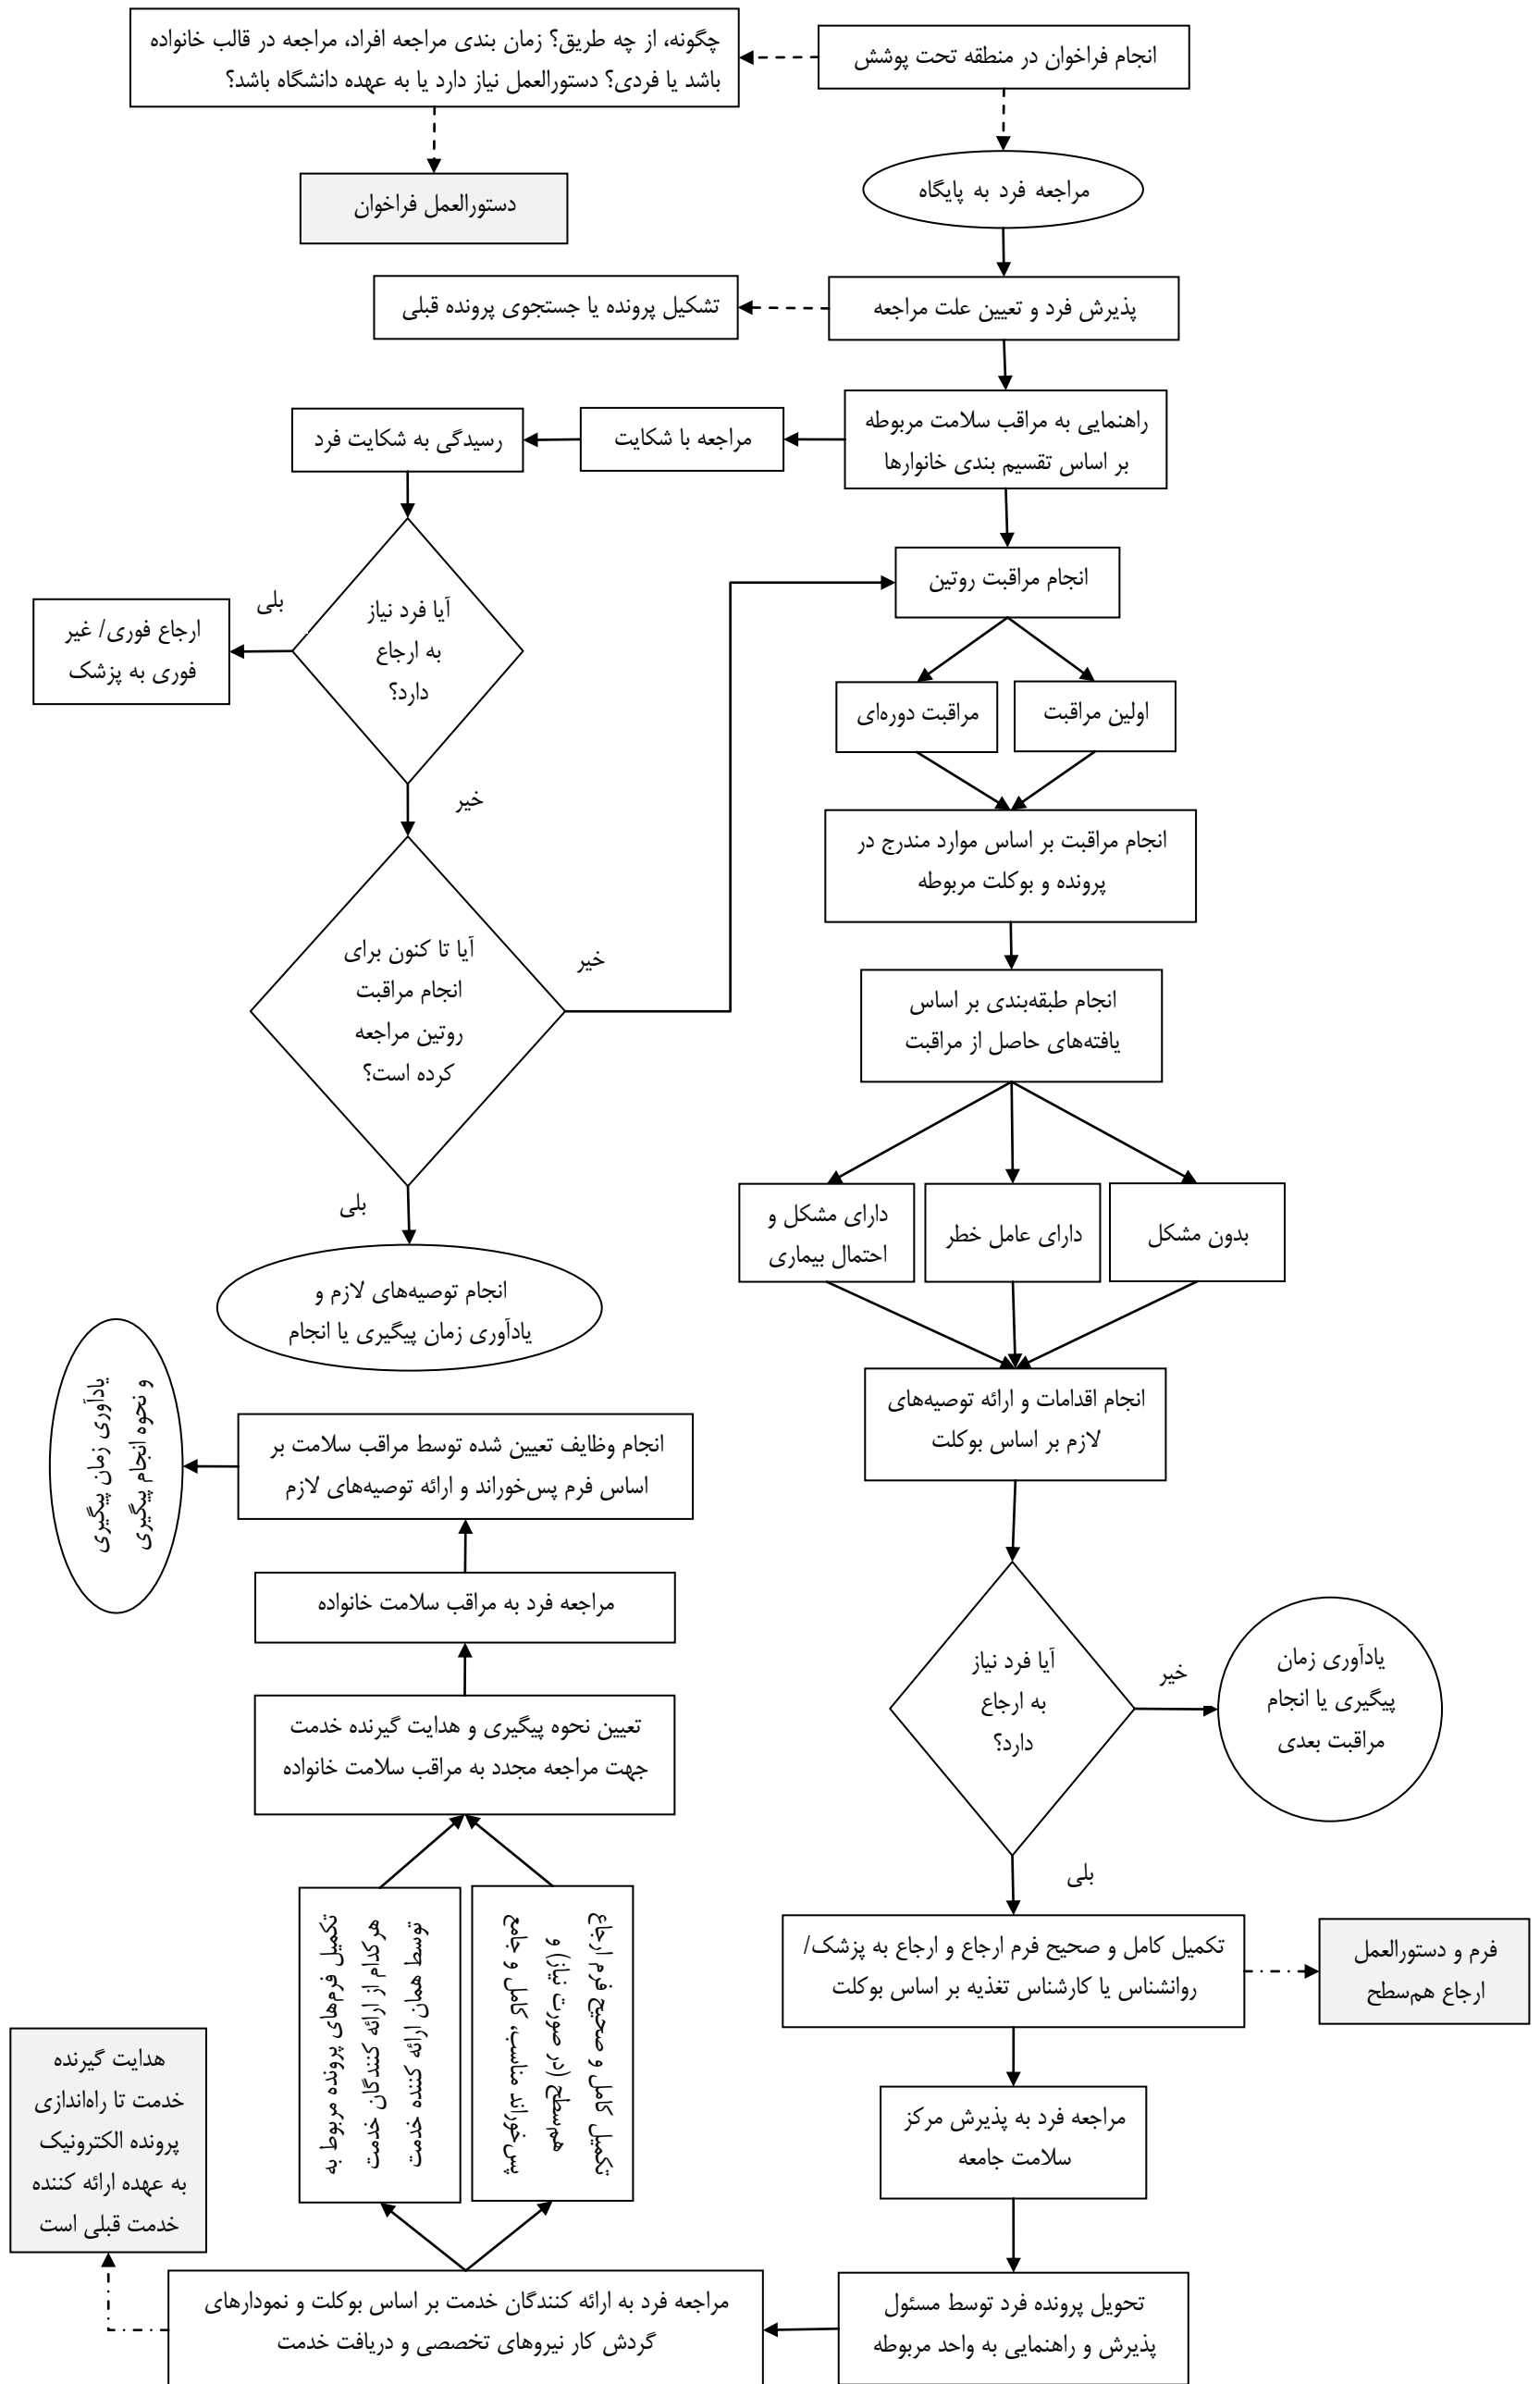 انجام فراخوان در منطقه تحت پوشش
چگونه، از چه طریق؟ زمان بندی مراجعه افراد، مراجعه در قالب خانواده
باشد یا فردی؟ دستورالعمل نیاز دارد یا به عهده دانشگاه باشد؟
دستورالعمل فراخوان
مراجعه فرد به پایگاه
پذیرش فرد و تعیین علت مراجعه
تشکیل پرونده یا جستجوی پرونده قبلی
راهنمایی به مراقب سلامت مربوطه
بر اساس تقسیم بندی خانوارها
مراجعه با شکایت
رسیدگی به شکایت فرد
آیا فرد نیاز
به ارجاع
دارد؟
بلی
ارجاع فوری/ غیر
فوری به پزشک
خیر
آیا تا کنون برای
انجام مراقبت
روتین مراجعه
کرده است؟
خیر
بلی
انجام توصیه‌های لازم و
یادآوری زمان پیگیری یا انجام
انجام مراقبت روتین
اولین مراقبت
مراقبت دوره‌ای
انجام مراقبت بر اساس موارد مندرج در
پرونده و بوکلت مربوطه
انجام طبقه‌بندی بر اساس
یافته‌های حاصل از مراقبت
بدون مشکل
دارای عامل خطر
دارای مشکل و
احتمال بیماری
انجام اقدامات و ارائه توصیه‌های
لازم بر اساس بوکلت
آیا فرد نیاز
به ارجاع
دارد؟
خیر
یادآوری زمان
پیگیری یا انجام
مراقبت بعدی
بلی
تکمیل کامل و صحیح فرم ارجاع و ارجاع به پزشک/
روانشناس یا کارشناس تغذیه بر اساس بوکلت
فرم و دستورالعمل
ارجاع هم‌سطح
مراجعه فرد به پذیرش مرکز
سلامت جامعه
تحویل پرونده فرد توسط مسئول
پذیرش و راهنمایی به واحد مربوطه
مراجعه فرد به ارائه کنندگان خدمت بر اساس بوکلت و نمودارهای
گردش کار نیروهای تخصصی و دریافت خدمت
هدایت گیرنده
خدمت تا راه‌اندازی
پرونده الکترونیک
به عهده ارائه کننده
خدمت قبلی است
تکمیل کامل و صحیح فرم ارجاع
هم‌سطح (در صورت نیاز) و
پس‌خوراند مناسب، کامل و جامع
تکمیل فرم‌های پرونده مربوط به
هرکدام از ارائه کنندگان خدمت
توسط همان ارائه کننده خدمت
تعیین نحوه پیگیری و هدایت گیرنده خدمت
جهت مراجعه مجدد به مراقب سلامت خانواده
مراجعه فرد به مراقب سلامت خانواده
انجام وظایف تعیین شده توسط مراقب سلامت بر
اساس فرم پس‌خوراند و ارائه توصیه‌های لازم
یادآوری زمان پیگیری
و نحوه انجام پیگیری